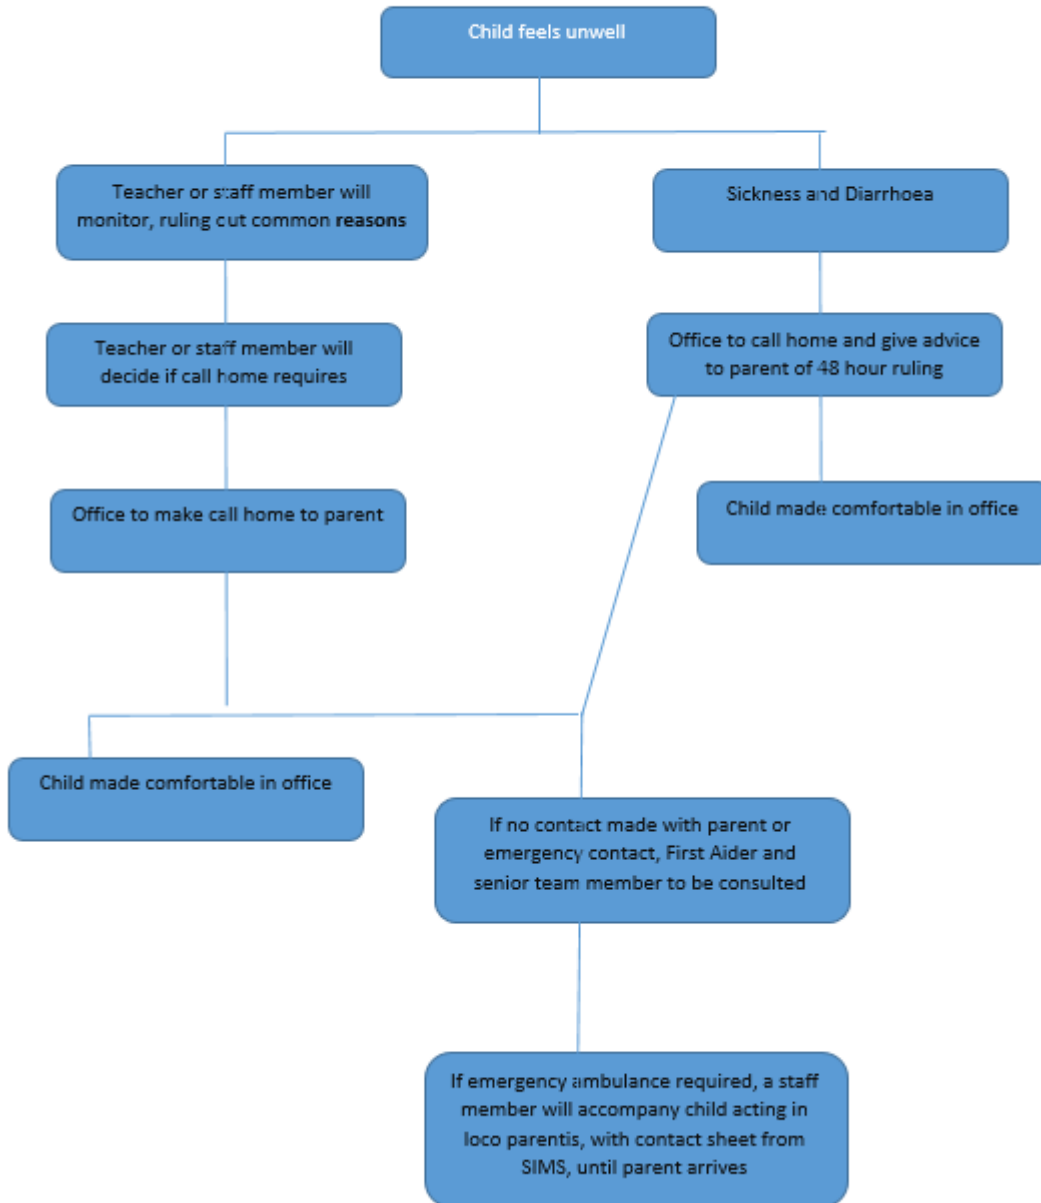 Child feels unwell
Teacher or staff member will
monitor, ruling out common reasons
Sickness and Diarrhoea
Teacher or staff member will
decide if call home requires
Office to call home and give advice
to parent of 48 hour ruling
Office to make call home to parent
Child made comfortable in office
Child made comfortable in office
If no contact made with parent or
emergency contact, First Aider and
senior team member to be consulted
If emergency ambulance required, a staff
member will accompany child acting in
loco parentis, with contact sheet from
SIMS, until parent arrives